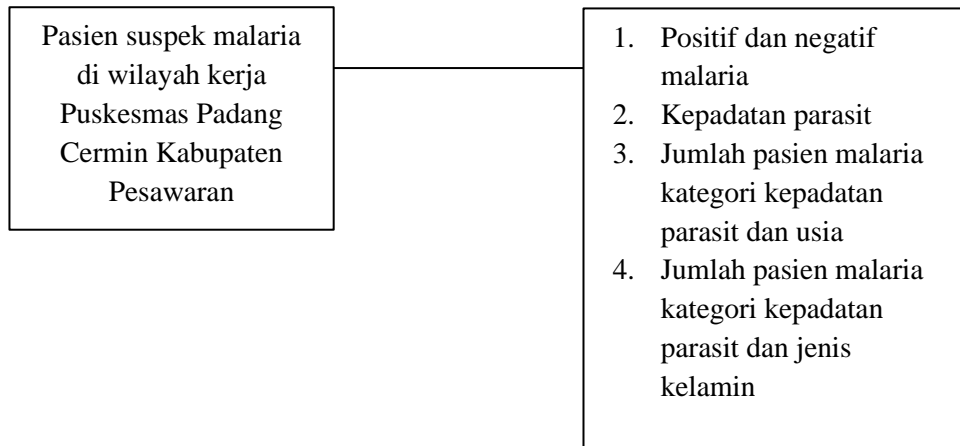 Pasien suspek malaria
di wilayah kerja
Puskesmas Padang
Cermin Kabupaten
Pesawaran
1. Positif dan negatif
malaria
2. Kepadatan parasit
3. Jumlah pasien malaria
kategori kepadatan
parasit dan usia
4. Jumlah pasien malaria
kategori kepadatan
parasit dan jenis
kelamin